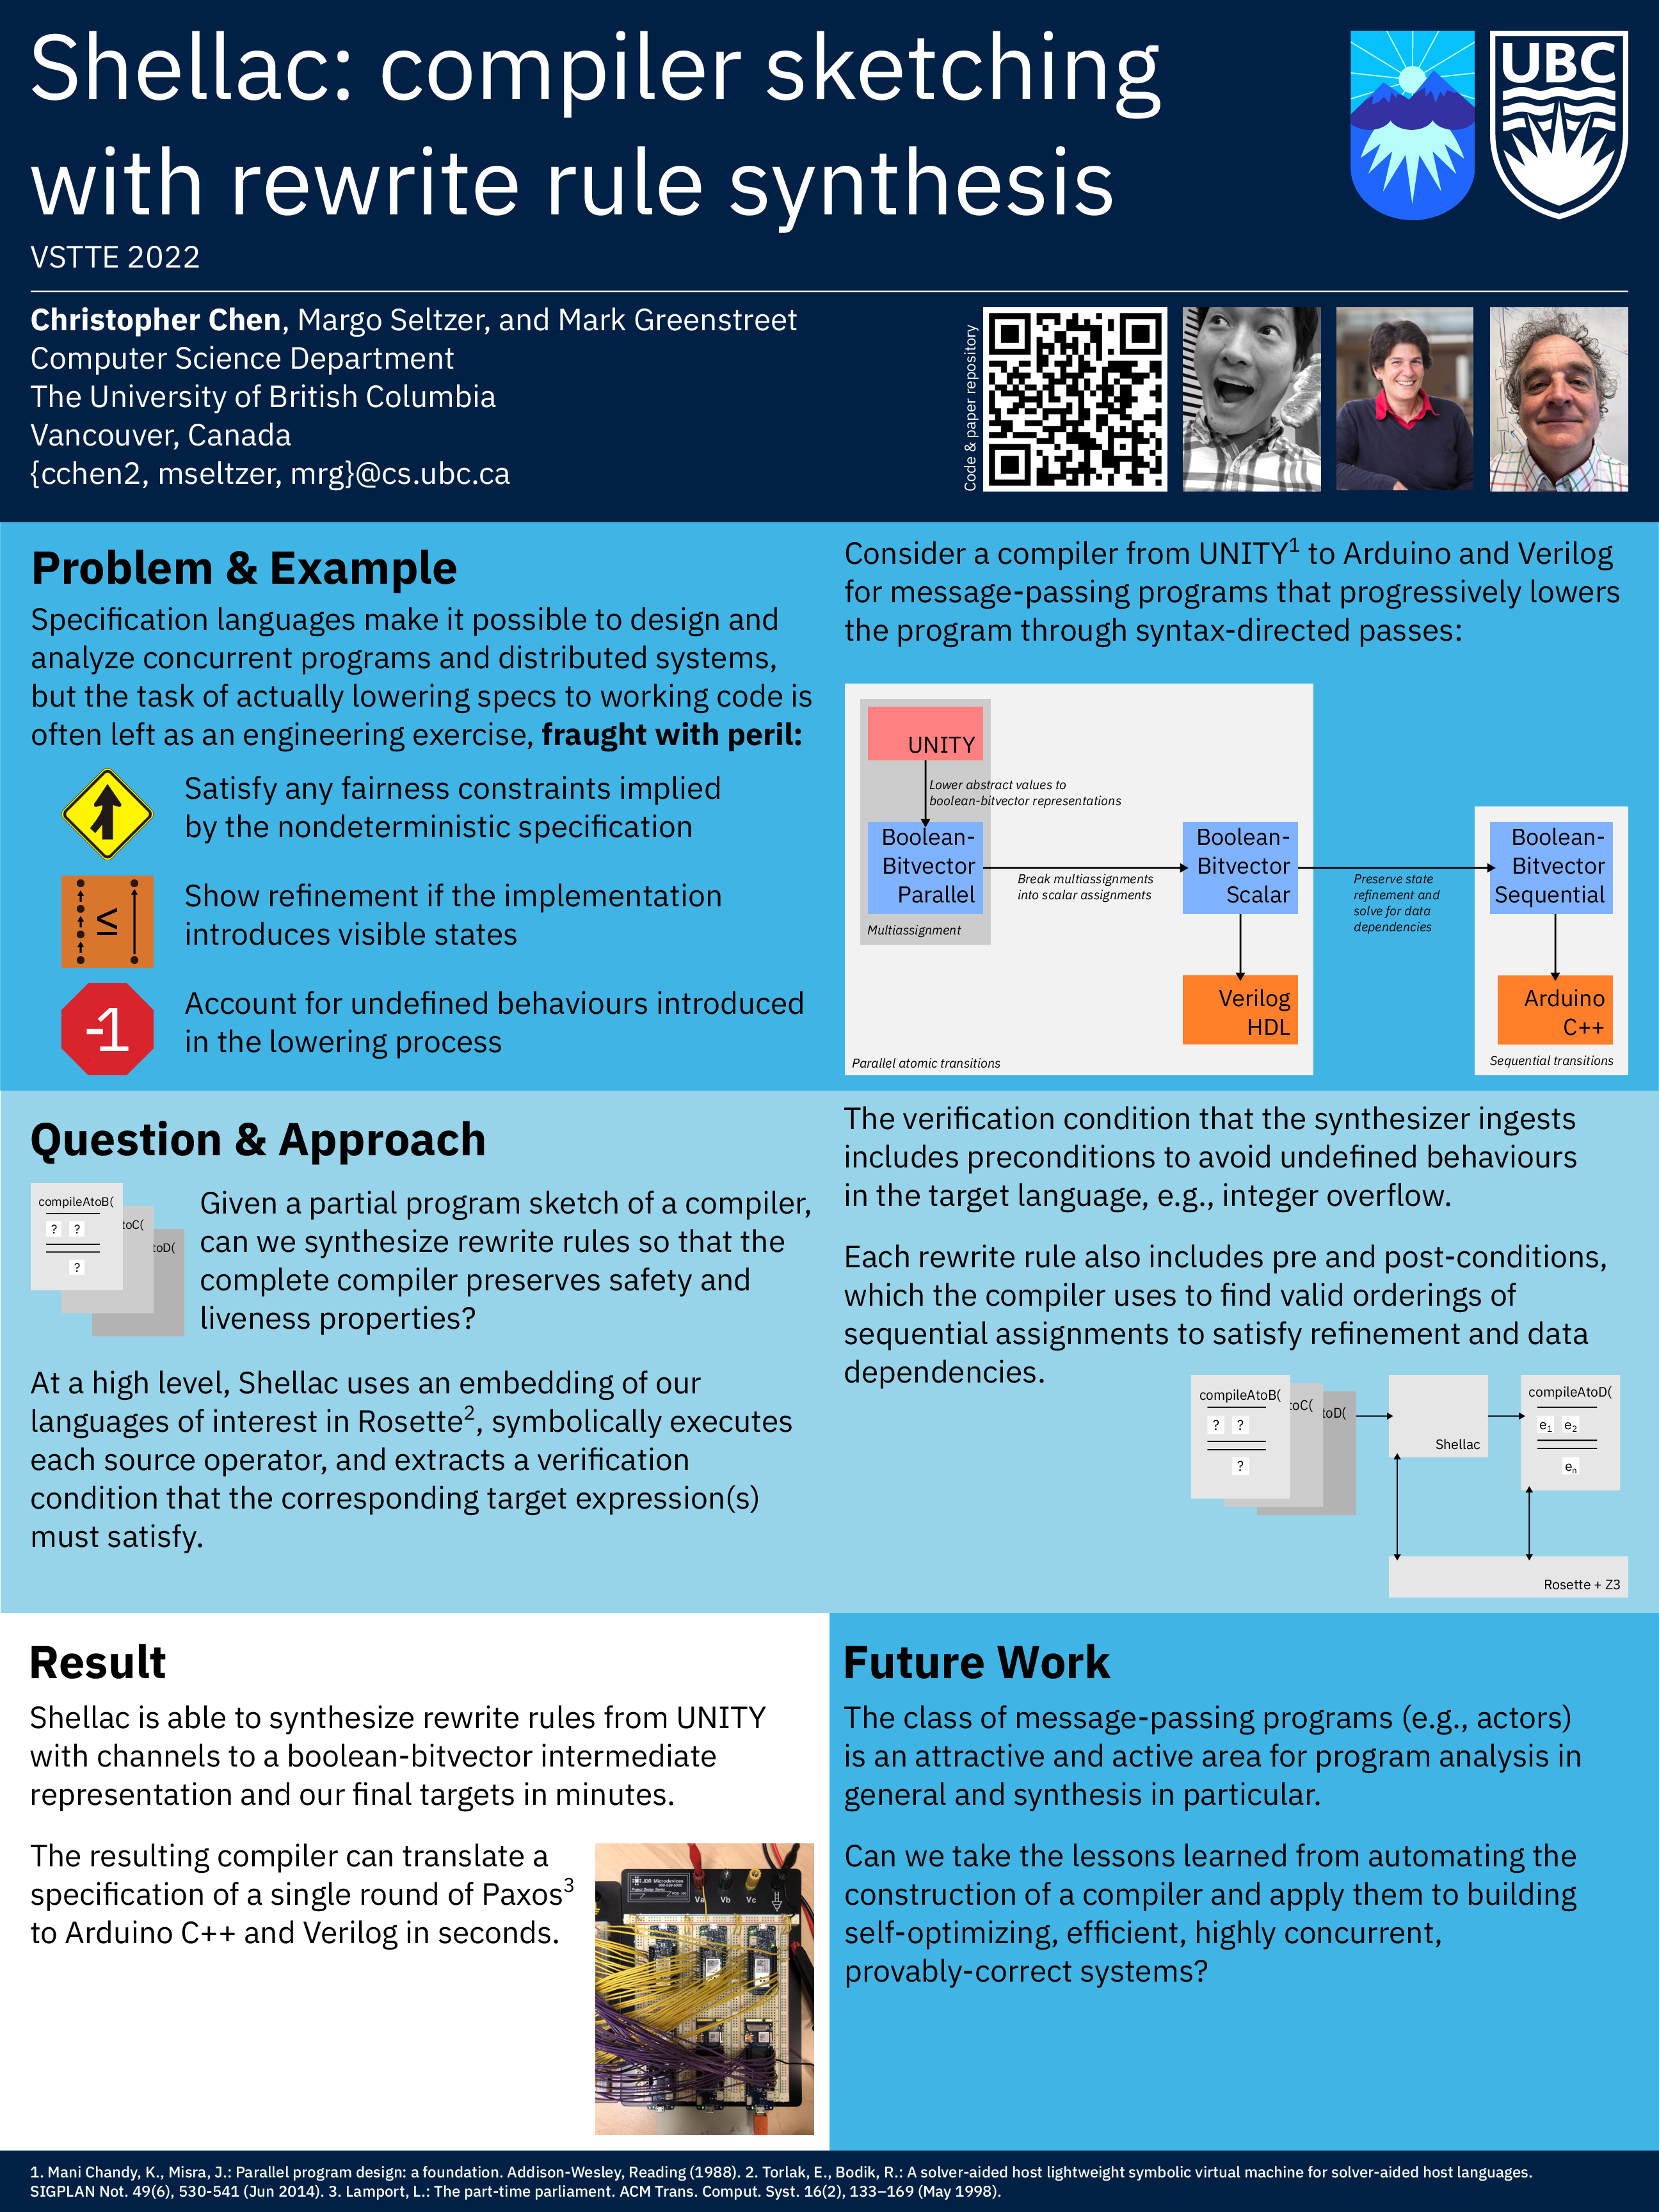 Shellac: compiler sketching
with rewrite rule synthesis
VSTTE 2022
UBC
Christopher Chen, Margo Seltzer, and Mark Greenstreet
Computer Science Department
The University of British Columbia
Vancouver, Canada
{cchen2, mseltzer, mrg}@cs.ubc.ca
Code & paper repository
Problem & Example
Specification languages make it possible to design and
analyze concurrent programs and distributed systems,
but the task of actually lowering specs to working code is
often left as an engineering exercise, fraught with peril:
Satisfy any fairness constraints implied
by the nondeterministic specification
≤
Show refinement if the implementation
introduces visible states
-1
Account for undefined behaviours introduced
in the lowering process
Consider a compiler from UNITY1 to Arduino and Verilog
for message-passing programs that progressively lowers
the program through syntax-directed passes:
UNITY
Lower abstract values to
boolean-bitvector representations
Boolean-
Bitvector
Parallel
Multiassignment
Break multiassignments
into scalar assignments
Boolean-
Bitvector
Scalar
Preserve state
refinement and
solve for data
dependencies
Boolean-
Bitvector
Sequential
Verilog
HDL
Arduino
C++
Parallel atomic transitions
Sequential transitions
Question & Approach
compileAtoB(
? ?
?
toC(
toD(
Given a partial program sketch of a compiler,
can we synthesize rewrite rules so that the
complete compiler preserves safety and
liveness properties?
At a high level, Shellac uses an embedding of our
languages of interest in Rosette2, symbolically executes
each source operator, and extracts a verification
condition that the corresponding target expression(s)
must satisfy.
The verification condition that the synthesizer ingests
includes preconditions to avoid undefined behaviours
in the target language, e.g., integer overflow.
Each rewrite rule also includes pre and post-conditions,
which the compiler uses to find valid orderings of
sequential assignments to satisfy refinement and data
dependencies.
compileAtoB(
? ?
?
toC(
toD(
Shellac
compileAtoD(
e1 e2
en
Rosette + Z3
Result
Shellac is able to synthesize rewrite rules from UNITY
with channels to a boolean-bitvector intermediate
representation and our final targets in minutes.
The resulting compiler can translate a
specification of a single round of Paxos3
to Arduino C++ and Verilog in seconds.
JDR Microdevices
Va
Vb
Vc
Future Work
The class of message-passing programs (e.g., actors)
is an attractive and active area for program analysis in
general and synthesis in particular.
Can we take the lessons learned from automating the
construction of a compiler and apply them to building
self-optimizing, efficient, highly concurrent,
provably-correct systems?
1. Mani Chandy, K., Misra, J.: Parallel program design: a foundation. Addison-Wesley, Reading (1988). 2. Torlak, E., Bodik, R.: A solver-aided host lightweight symbolic virtual machine for solver-aided host languages.
SIGPLAN Not. 49(6), 530-541 (Jun 2014). 3. Lamport, L.: The part-time parliament. ACM Trans. Comput. Syst. 16(2), 133–169 (May 1998).